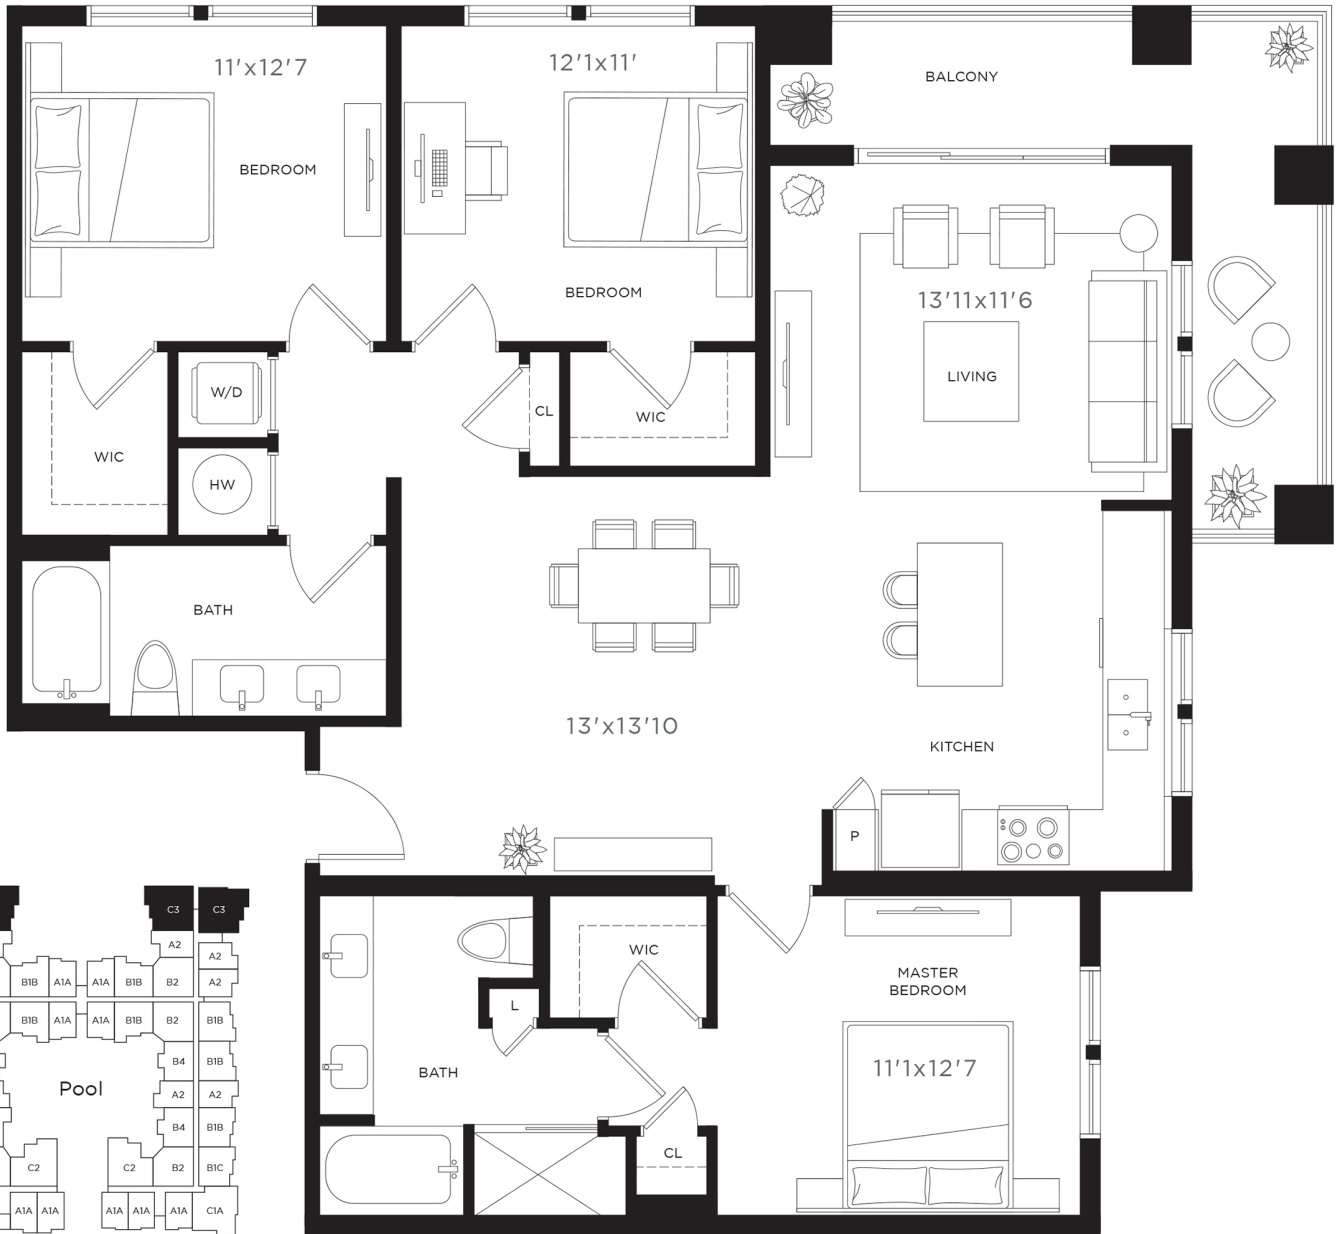 11'x12'7
12'1x11'
BALCONY
BEDROOM
BEDROOM
13'11x11'6
LIVING
W/D
CL
WIC
WIC
HW
BATH
13'x13'10
KITCHEN
P
WIC
MASTER
BEDROOM
L
BATH
11'1x12'7
CL
C3
C3
A2
A2
B1B
A1A
A1A
B1B
B2
A2
B1B
A1A
A1A
B1B
B2
B1B
B4
B1B
Pool
A2
A2
B4
B1B
C2
C2
B2
B1C
A1A
A1A
A1A
A1A
A1A
C1A